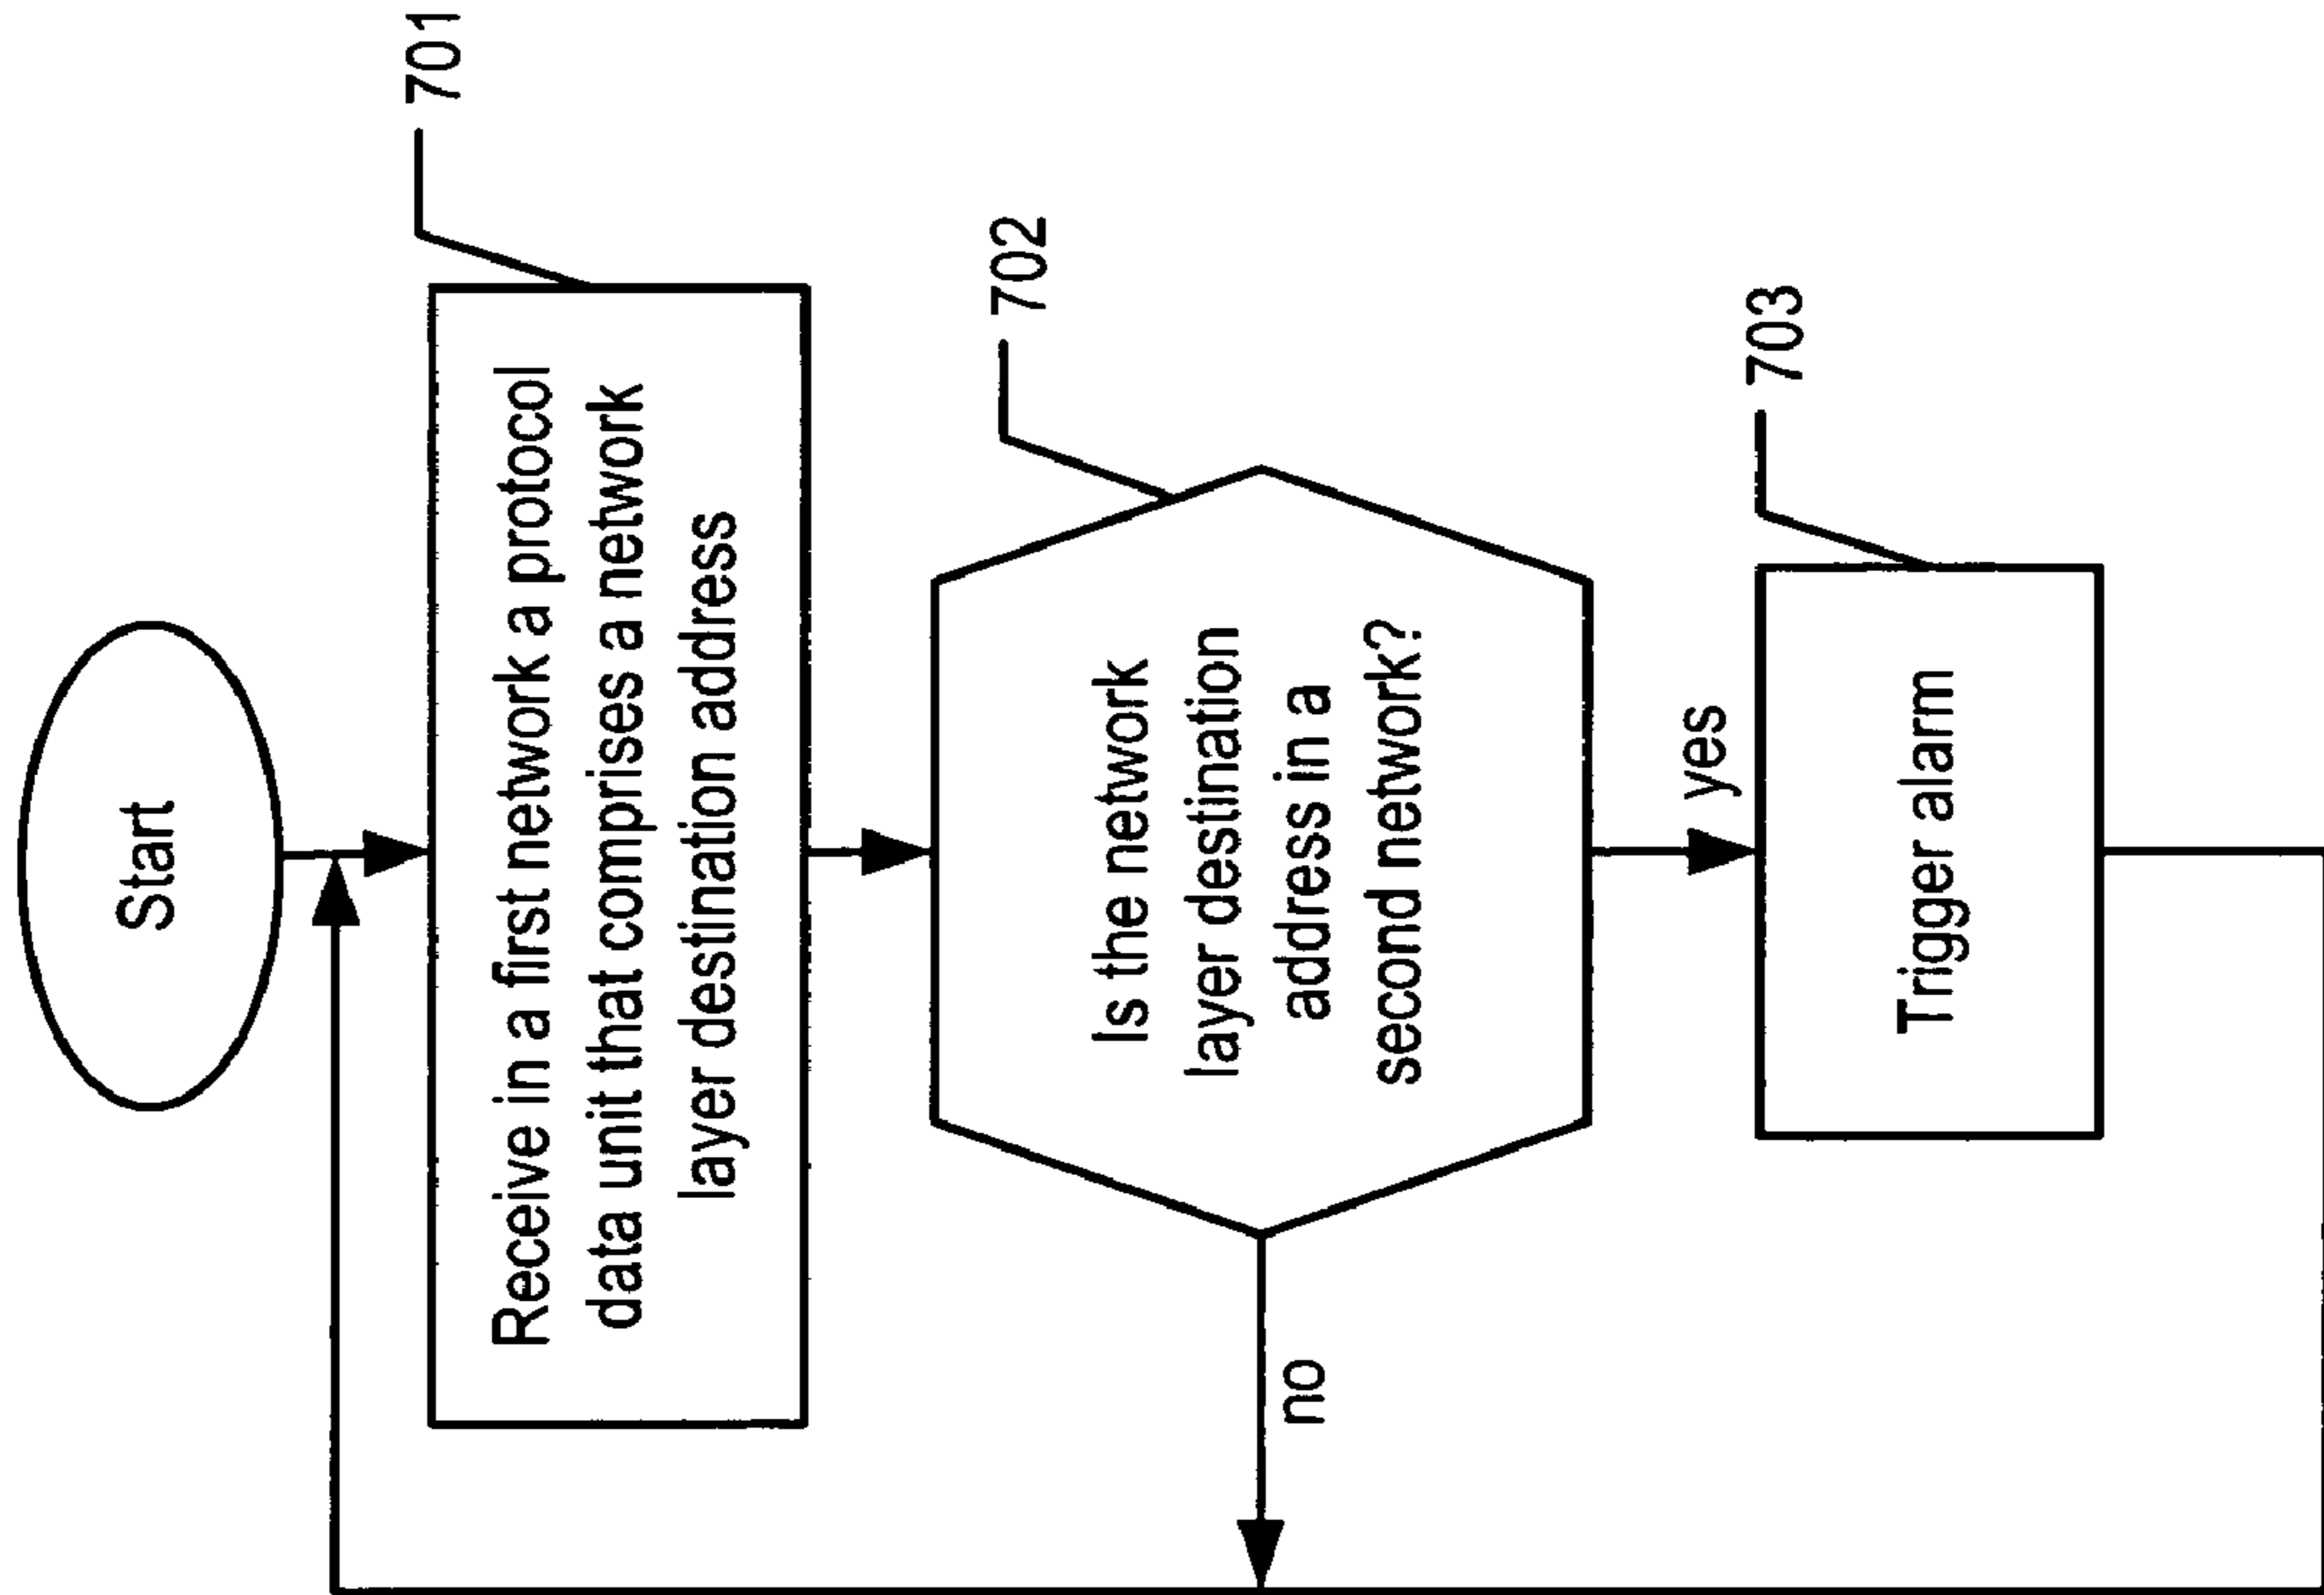 Start
Receive in a first network a protocol
data unit that comprises a network
layer destination address
701
Is the network
layer destination
address in a
second network?
702
no
yes
Trigger alarm
703